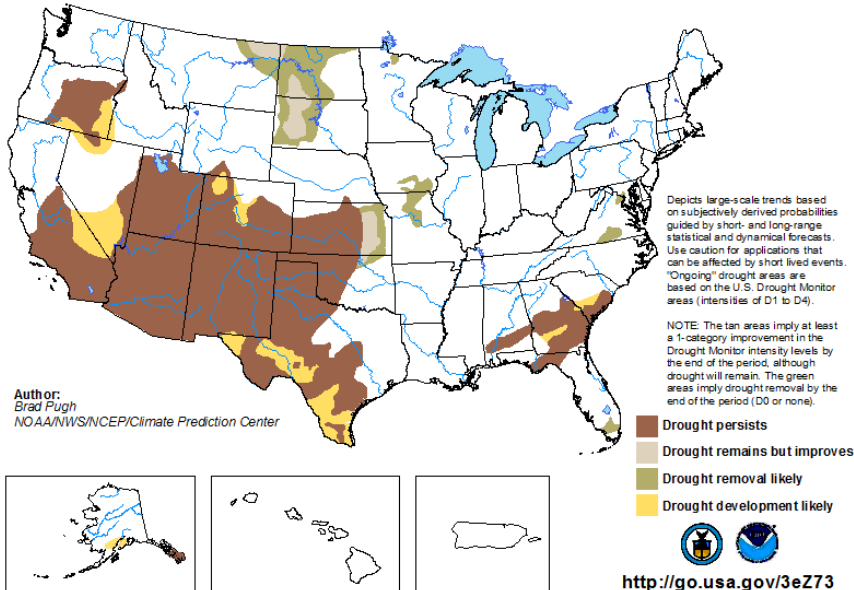 Depicts large-scale trends based
on subjectively derived probabilities
guided by short- and long-range
statistical and dynamical forecasts.
Use caution for applications that
can be affected by short lived events.
"Ongoing" drought areas are
based on the U.S. Drought Monitor
areas (intensities of D1 to D4).
NOTE: The tan areas imply at least
a 1-category improvement in the
Drought Monitor intensity levels by
the end of the period, although
drought will remain. The green
areas imply drought removal by the
end of the period (D0 or none).
Author:
Brad Pugh
NOAA/NWS/NCEP/Climate Prediction Center
Drought persists
Drought remains but improves
Drought removal likely
Drought development likely
http://go.usa.gov/3eZ73